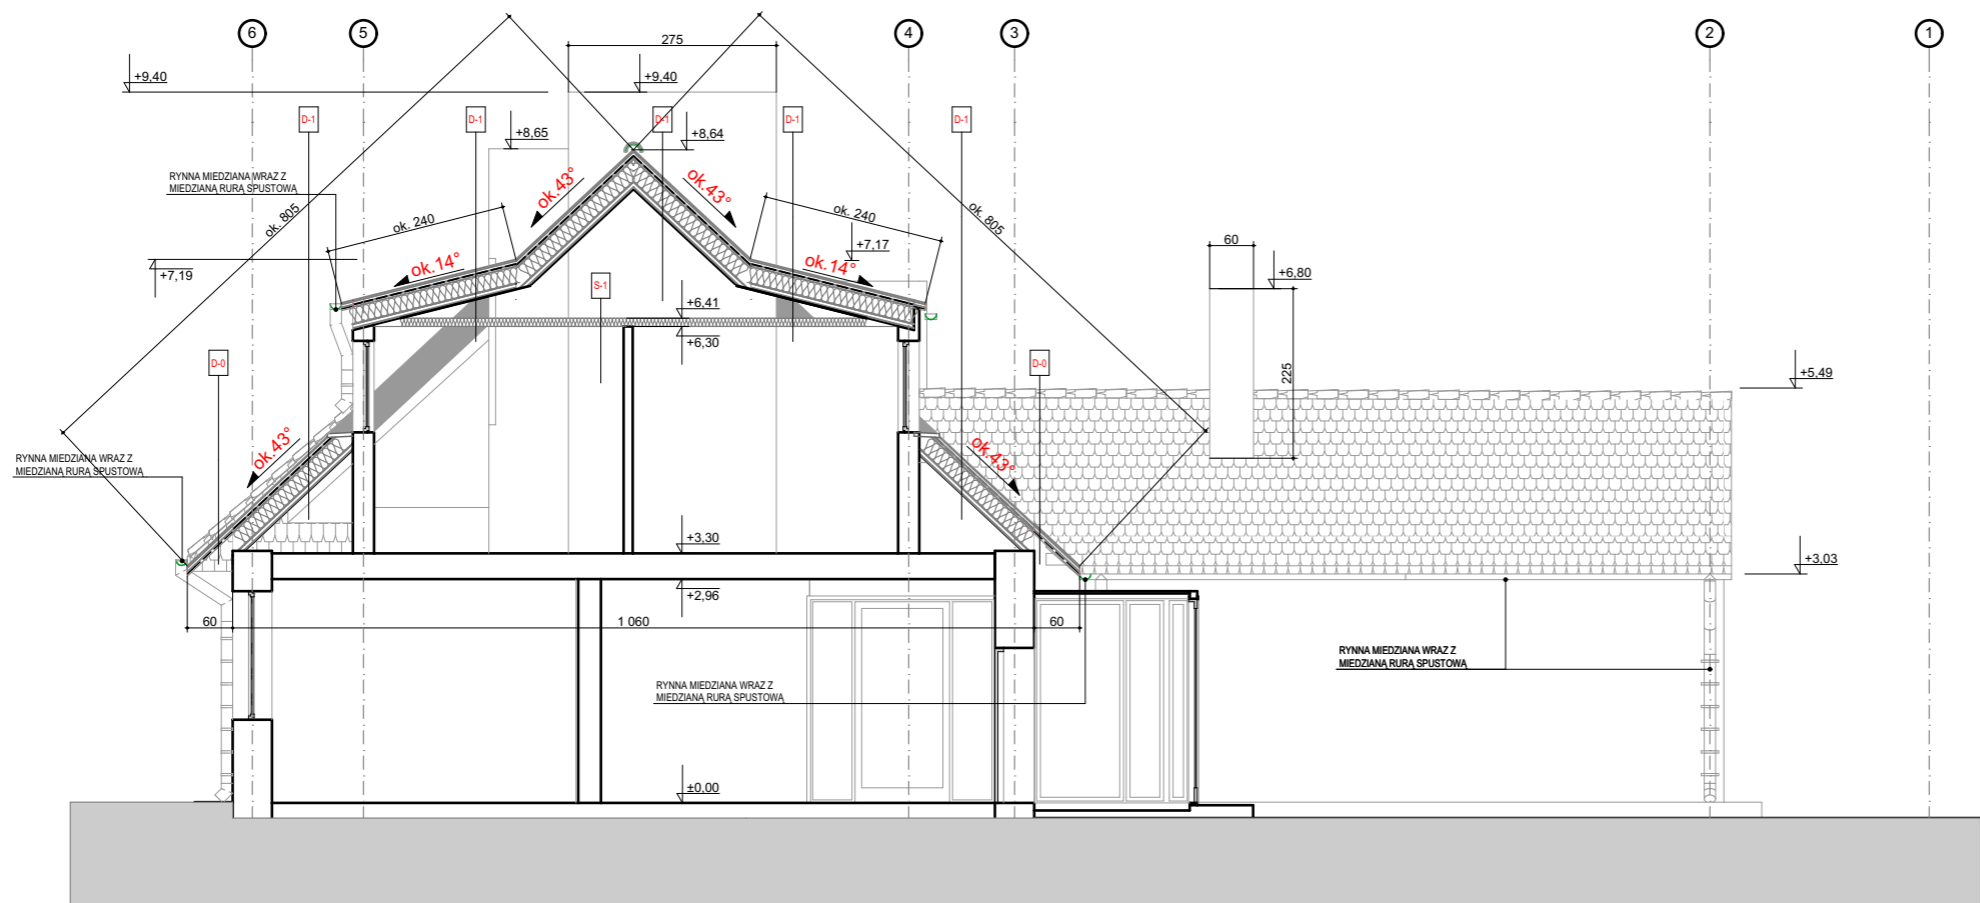 6
5
4
3
2
1
275
+9,40
+9,40
D-1
D-1
D-1
D-1
D-1
+8,65
+8,64
RYNNA MIEDZIANA WRAZ Z
MIEDZIANĄ RURĄ SPUSTOWĄ
ok.43°
ok.43°
ok. 805
ok. 240
ok. 240
ok. 805
60
+7,19
ok.14°
+7,17
ok.14°
+6,80
S-1
+6,41
+6,30
D-0
D-0
225
+5,49
ok.43°
ok.43°
RYNNA MIEDZIANA WRAZ Z
MIEDZIANĄ RURĄ SPUSTOWĄ
+3,30
+3,03
+2,96
60
1 060
60
RYNNA MIEDZIANA WRAZ Z
MIEDZIANĄ RURĄ SPUSTOWĄ
RYNNA MIEDZIANA WRAZ Z
MIEDZIANĄ RURĄ SPUSTOWĄ
±0,00